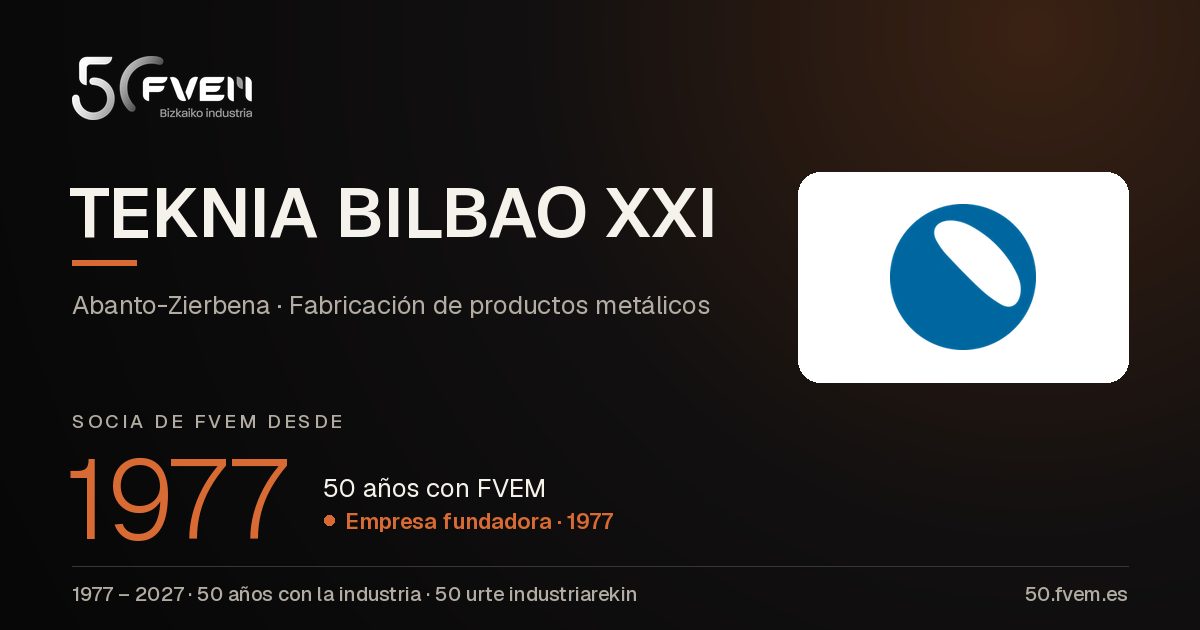 50 FVEM
Bizkaiko industria
TEKNIA BILBAO XXI
Abanto-Zierbena · Fabricación de productos metálicos
SOCIA DE FVEM DESDE
1977
50 años con FVEM
Empresa fundadora · 1977
1977 – 2027 · 50 años con la industria · 50 urte industriarekin
50.fvem.es